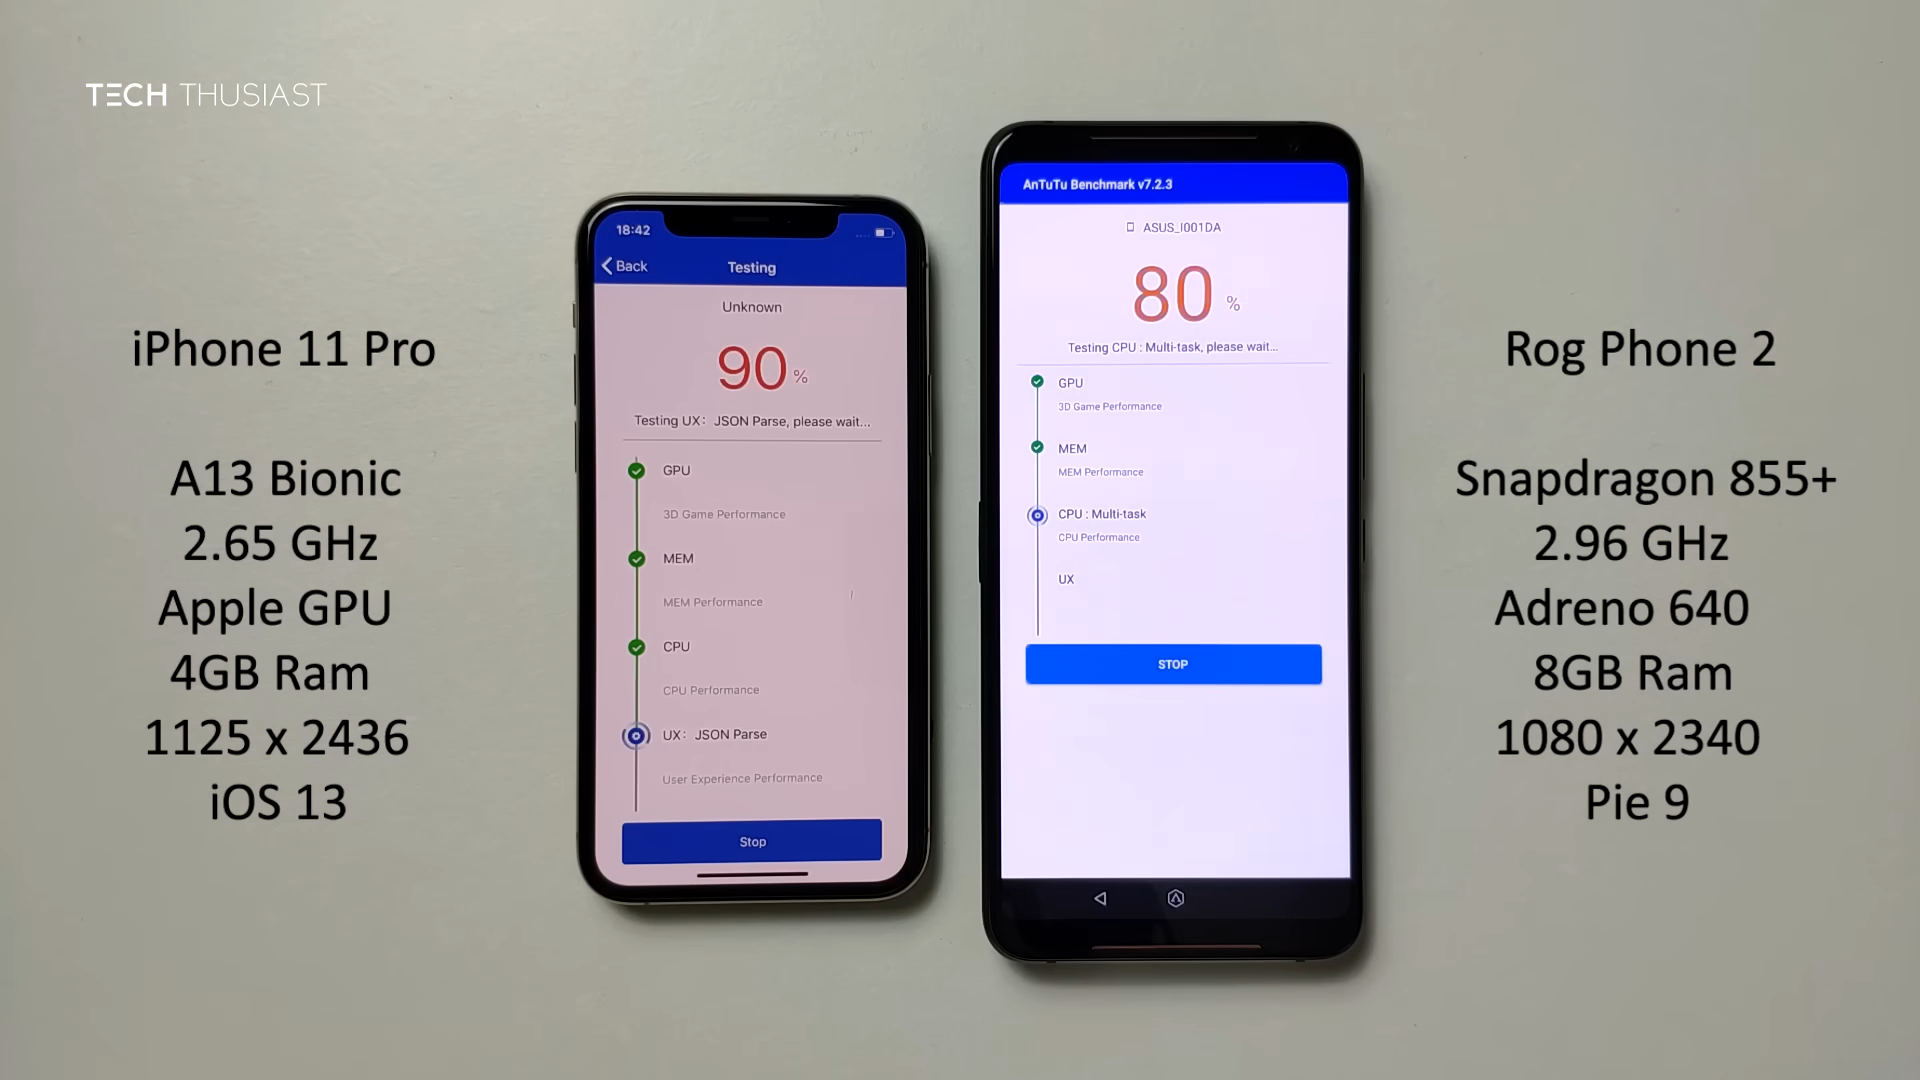 TECH THUSIAST
iPhone 11 Pro
A13 Bionic
2.65 GHz
Apple GPU
4GB Ram
1125 x 2436
iOS 13
18:42
Back
Testing
Unknown
90 %
Testing UX: JSON Parse, please wait...
GPU
3D Game Performance
MEM
MEM Performance
CPU
CPU Performance
UX: JSON Parse
User Experience Performance
Stop
AnTuTu Benchmark v7.2.3
ASUS_I001DA
80 %
Testing CPU : Multi-task, please wait...
GPU
3D Game Performance
MEM
MEM Performance
CPU : Multi-task
CPU Performance
UX
STOP
Rog Phone 2
Snapdragon 855+
2.96 GHz
Adreno 640
8GB Ram
1080 x 2340
Pie 9